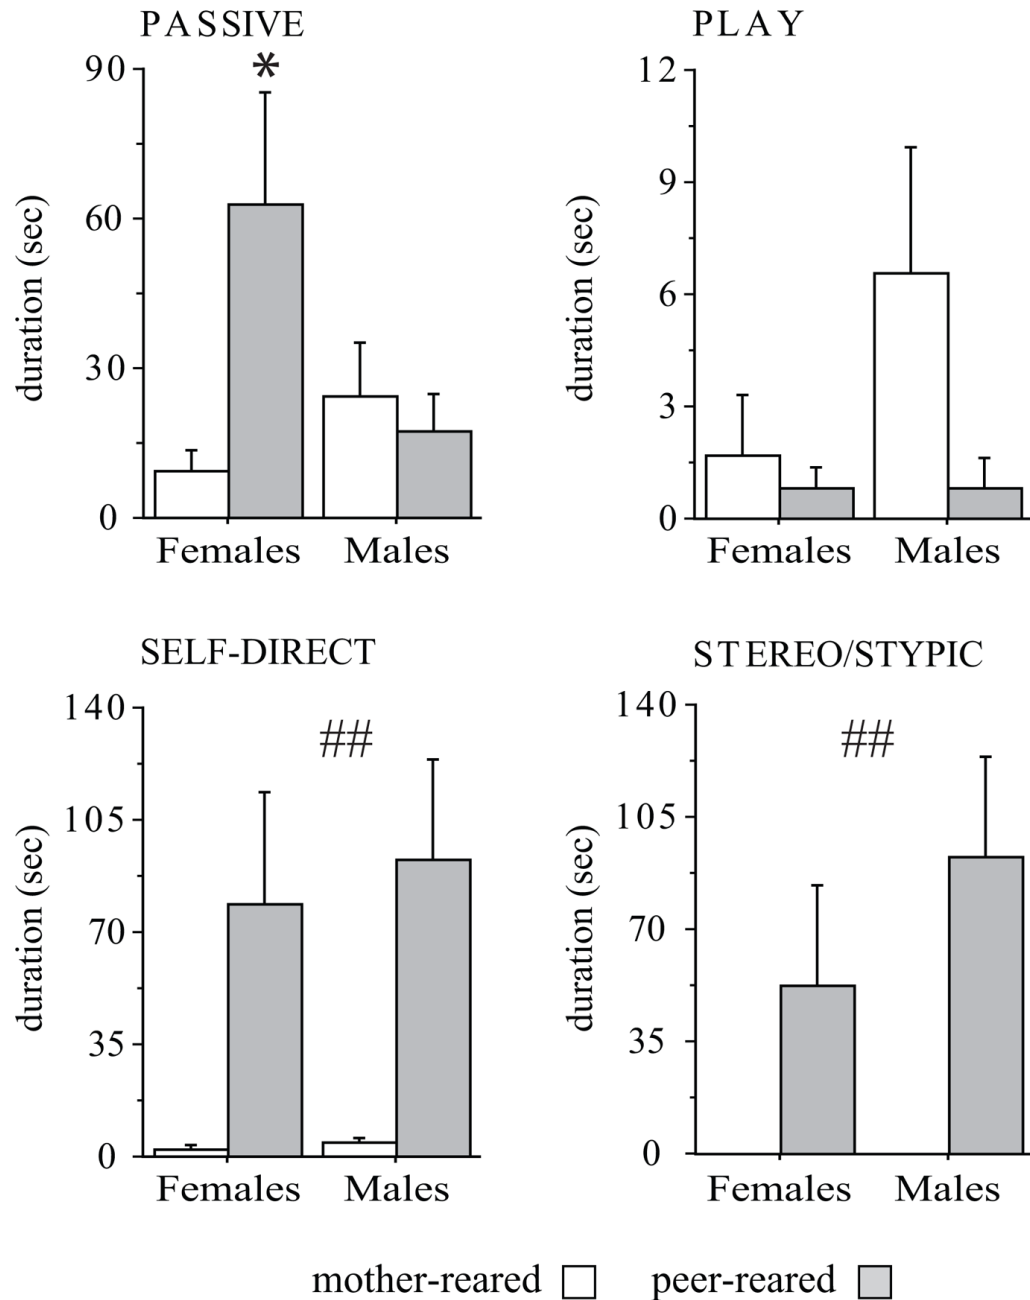 PASSIVE
*
90
60
30
0
duration (sec)
Females Males
PLAY
12
9
6
3
0
duration (sec)
Females Males
SELF-DIRECT
##
140
105
70
35
0
duration (sec)
Females Males
STEREO/STYPIC
##
140
105
70
35
0
duration (sec)
Females Males
mother-reared peer-reared